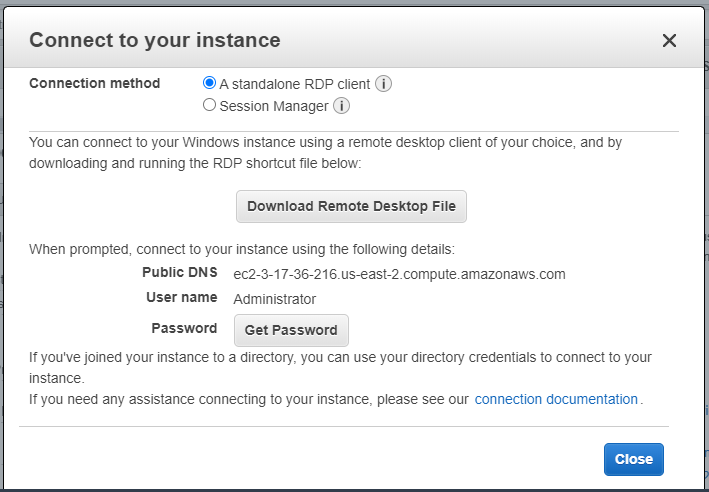 Connect to your instance
Connection method
A standalone RDP client
Session Manager
You can connect to your Windows instance using a remote desktop client of your choice, and by
downloading and running the RDP shortcut file below:
Download Remote Desktop File
When prompted, connect to your instance using the following details:
Public DNS ec2-3-17-36-216.us-east-2.compute.amazonaws.com
User name Administrator
Password Get Password
If you've joined your instance to a directory, you can use your directory credentials to connect to your
instance.
If you need any assistance connecting to your instance, please see our connection documentation.
Close